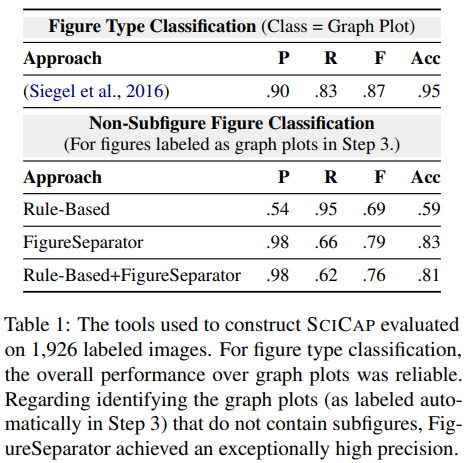 Figure Type Classification (Class = Graph Plot)
Approach P R F Acc
(Siegel et al., 2016) .90 .83 .87 .95
Non-Subfigure Figure Classification
(For figures labeled as graph plots in Step 3.)
Approach P R F Acc
Rule-Based .54 .95 .69 .59
FigureSeparator .98 .66 .79 .83
Rule-Based+FigureSeparator .98 .62 .76 .81
Table 1: The tools used to construct SCICAP evaluated
on 1,926 labeled images. For figure type classification,
the overall performance over graph plots was reliable.
Regarding identifying the graph plots (as labeled auto-
matically in Step 3) that do not contain subfigures, Fig-
ureSeparator achieved an exceptionally high precision.